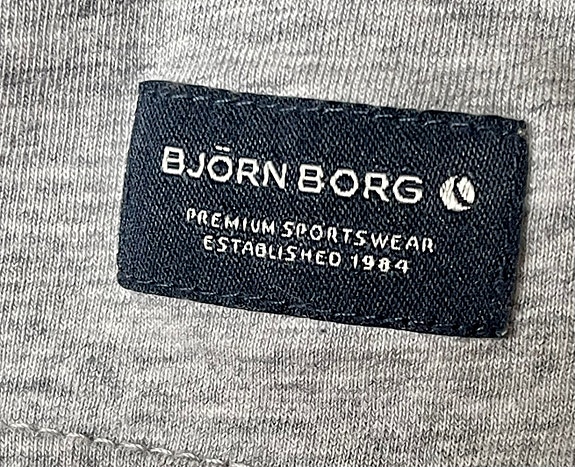 BJÖRN BORG
PREMIUM SPORTSWEAR
ESTABLISHED 1984